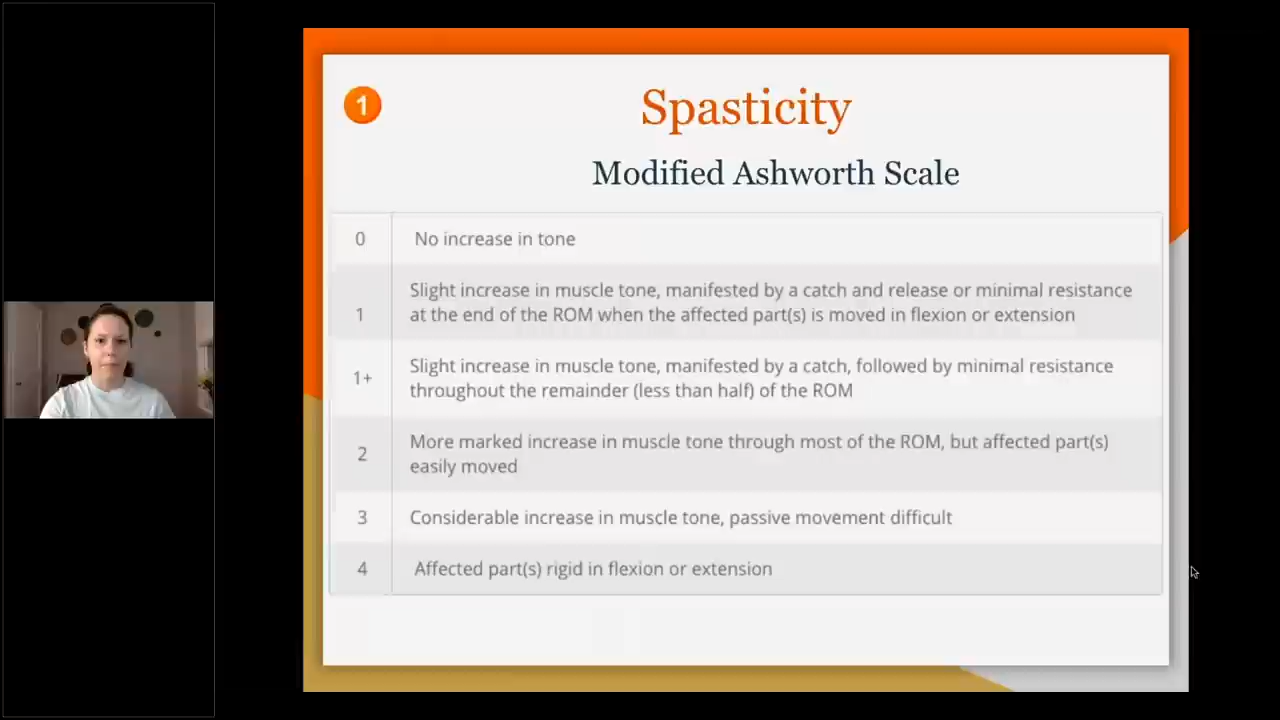 1
Spasticity
Modified Ashworth Scale
0 No increase in tone
Slight increase in muscle tone, manifested by a catch and release or minimal resistance
1 at the end of the ROM when the affected part(s) is moved in flexion or extension
1+ Slight increase in muscle tone, manifested by a catch, followed by minimal resistance
throughout the remainder (less than half) of the ROM
2 More marked increase in muscle tone through most of the ROM, but affected part(s)
easily moved
3 Considerable increase in muscle tone, passive movement difficult
4 Affected part(s) rigid in flexion or extension